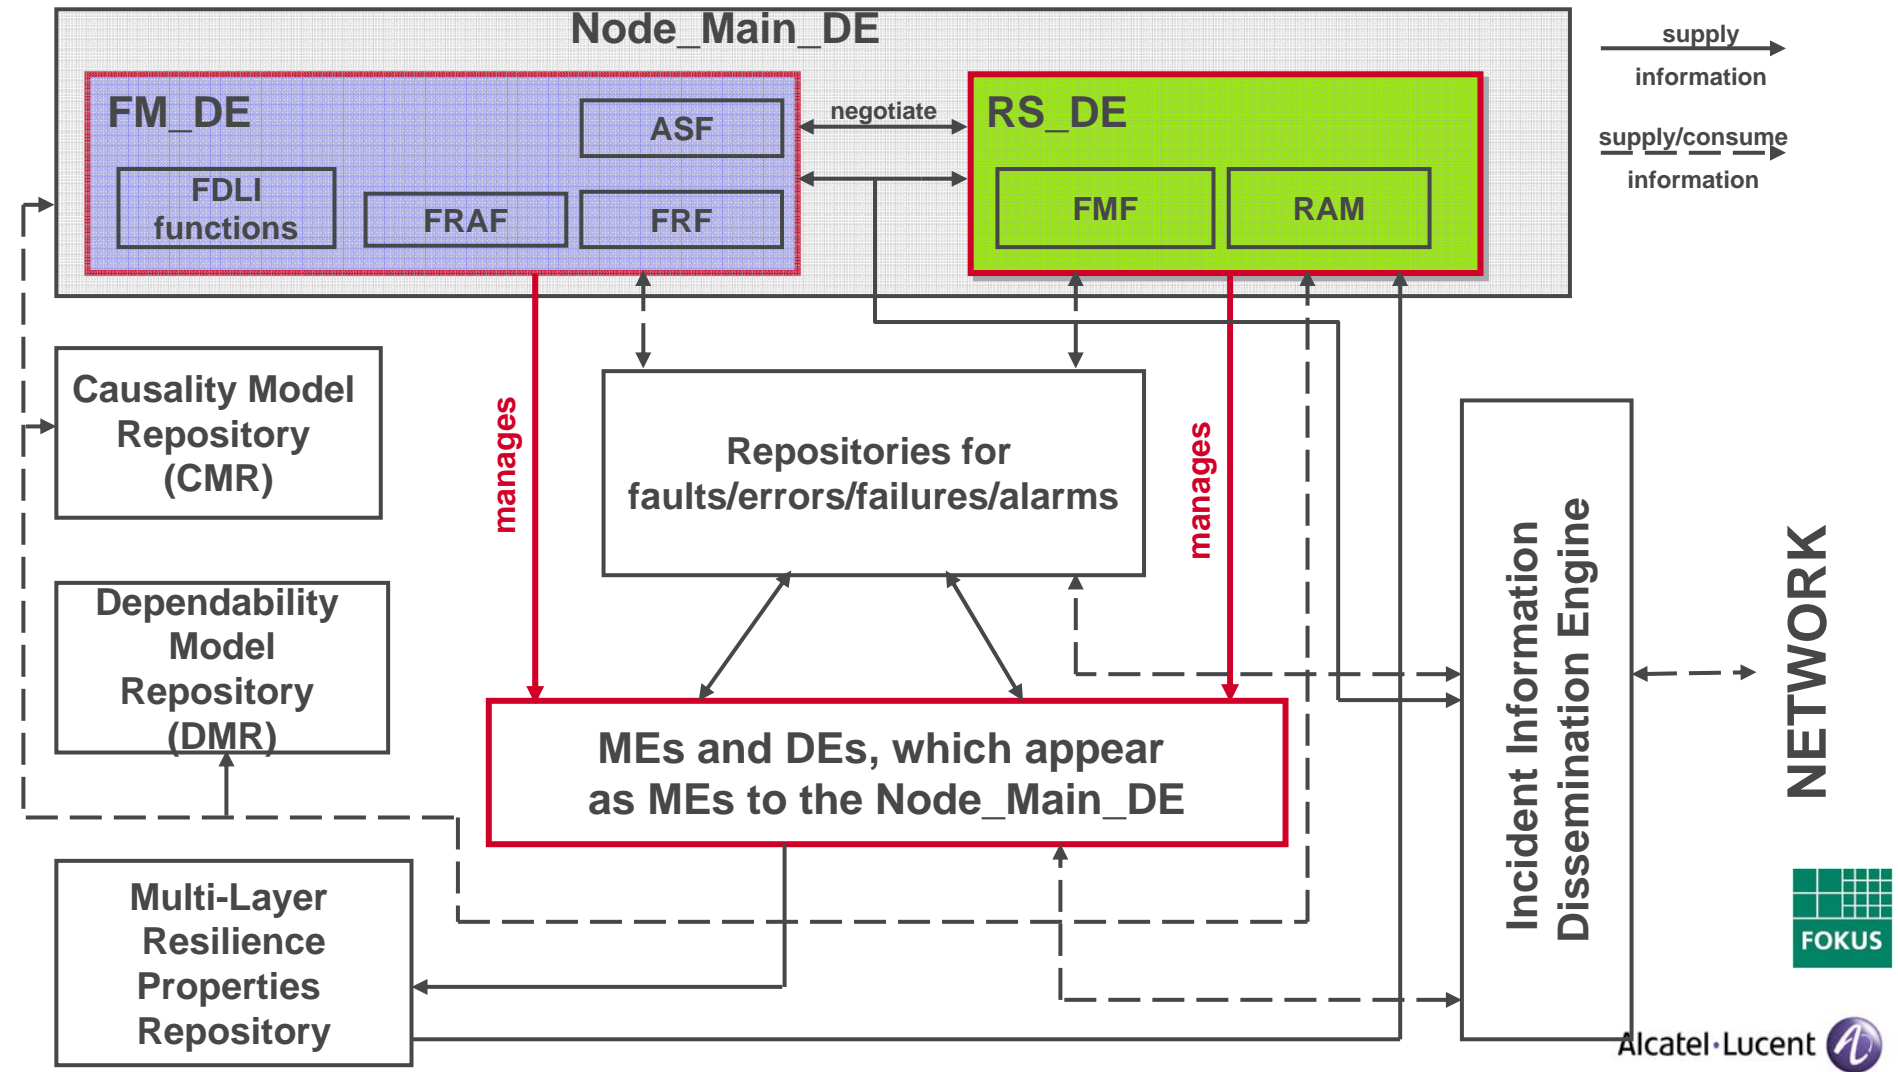 Node_Main_DE
supply
information
supply/consume
information
FM_DE
ASF
FDLI
functions
FRAF
FRF
negotiate
RS_DE
FMF
RAM
Causality Model
Repository
(CMR)
manages
Repositories for
faults/errors/failures/alarms
manages
Dependability
Model
Repository
(DMR)
MEs and DEs, which appear
as MEs to the Node_Main_DE
Multi-Layer
Resilience
Properties
Repository
Incident Information
Dissemination Engine
NETWORK
FOKUS
Alcatel·Lucent